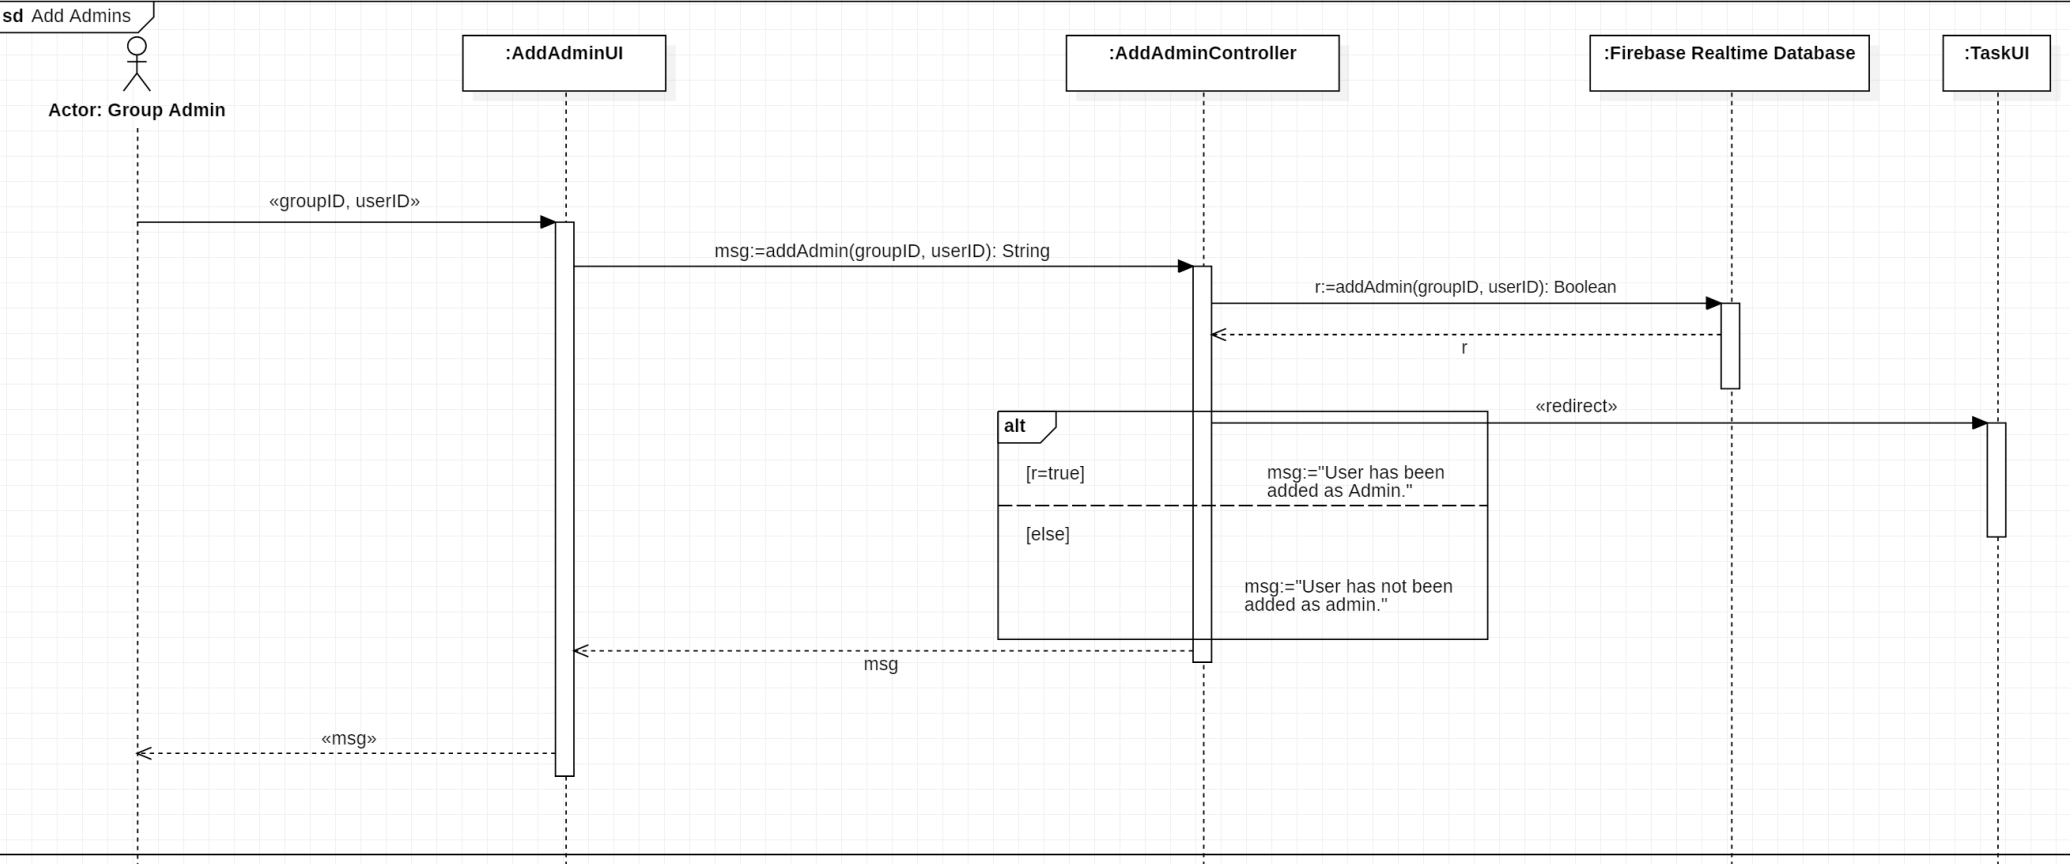 sd Add Admins
Actor: Group Admin
:AddAdminUI
:AddAdminController
:Firebase Realtime Database
:TaskUI
«groupID, userID»
msg:=addAdmin(groupID, userID): String
r:=addAdmin(groupID, userID): Boolean
r
«redirect»
alt
[r=true]
msg:="User has been
added as Admin."
[else]
msg:="User has not been
added as admin."
msg
«msg»